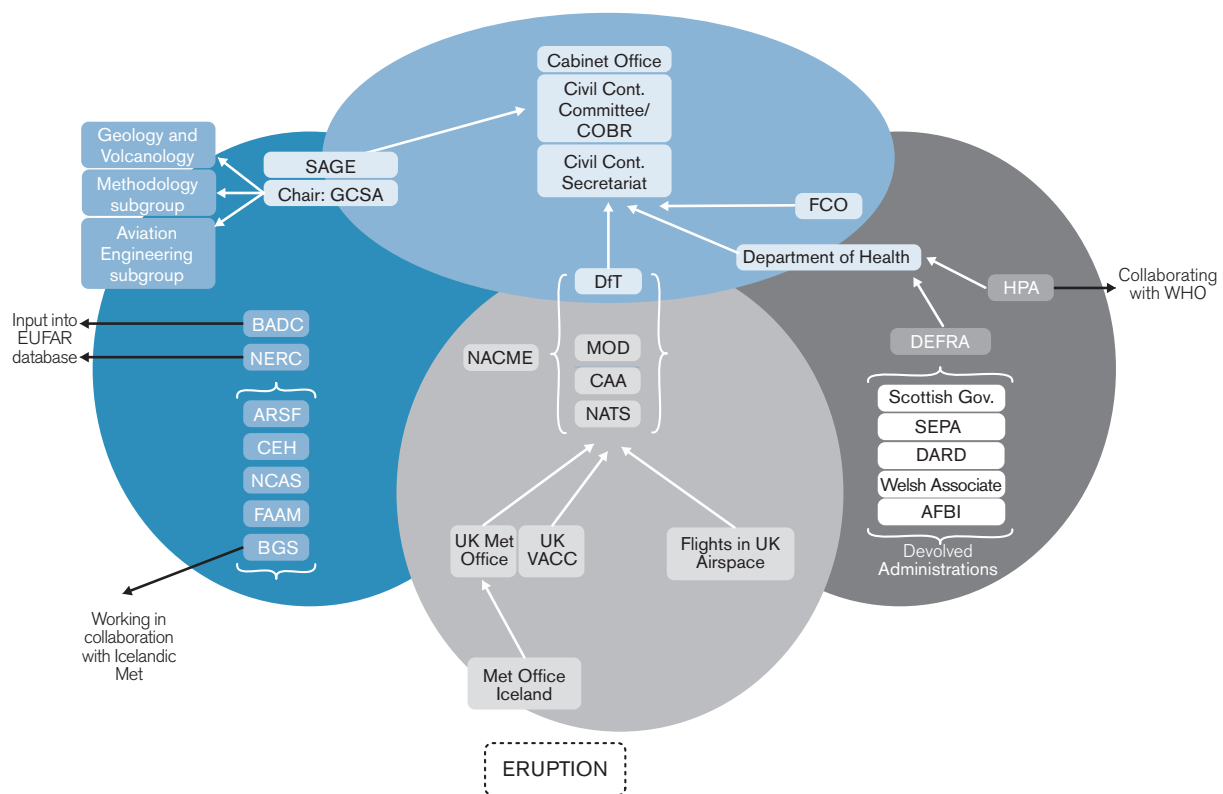 Cabinet Office
Civil Cont.
Committee/
COBR
Civil Cont.
Secretariat
Geology and
Volcanology
Methodology
subgroup
Aviation
Engineering
subgroup
SAGE
Chair: GCSA
FCO
Department of Health
DfT
HPA
Collaborating
with WHO
DEFRA
Input into
EUFAR
database
BADC
NERC
NACME
MOD
CAA
NATS
ARSF
CEH
NCAS
FAAM
BGS
Scottish Gov.
SEPA
DARD
Welsh Associate
AFBI
Devolved
Administrations
UK Met
Office
UK
VACC
Flights in UK
Airspace
Working in
collaboration
with Icelandic
Met
Met Office
Iceland
ERUPTION